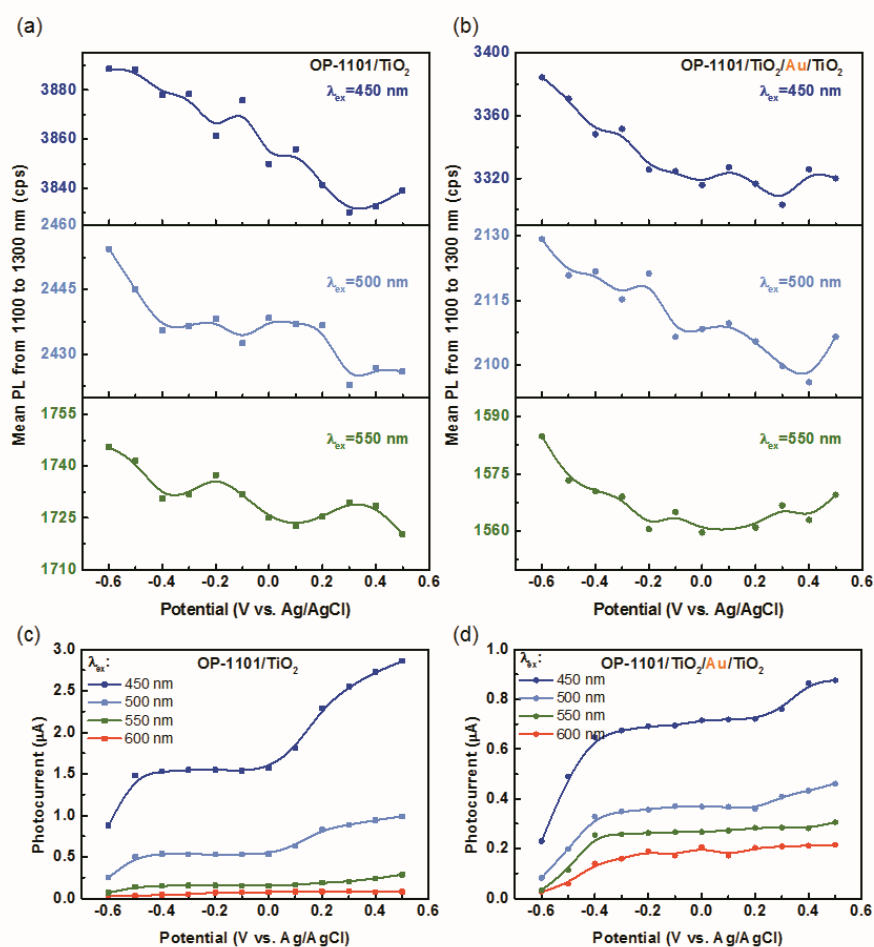 (a)
(b)
OP-1101/TiO2
λex=450 nm
3880
3860
3840
2460
λex=500 nm
2445
2430
1755
λex=550 nm
1740
1725
1710
Mean PL from 1100 to 1300 nm (cps)
-0.6 -0.4 -0.2 0.0 0.2 0.4 0.6
Potential (V vs. Ag/AgCl)
3400
OP-1101/TiO2/Au/TiO2
λex=450 nm
3360
3320
2130
λex=500 nm
2115
2100
1590
λex=550 nm
1575
1560
Mean PL from 1100 to 1300 nm (cps)
-0.6 -0.4 -0.2 0.0 0.2 0.4 0.6
Potential (V vs. Ag/AgCl)
(c)
(d)
3.0
λex:
OP-1101/TiO2
450 nm
500 nm
550 nm
600 nm
2.5
2.0
1.5
1.0
0.5
0.0
Photocurrent (μA)
-0.6 -0.4 -0.2 0.0 0.2 0.4 0.6
Potential (V vs. Ag/AgCl)
1.0
λex:
OP-1101/TiO2/Au/TiO2
450 nm
500 nm
550 nm
600 nm
0.8
0.6
0.4
0.2
0.0
Photocurrent (μA)
-0.6 -0.4 -0.2 0.0 0.2 0.4 0.6
Potential (V vs. Ag/AgCl)